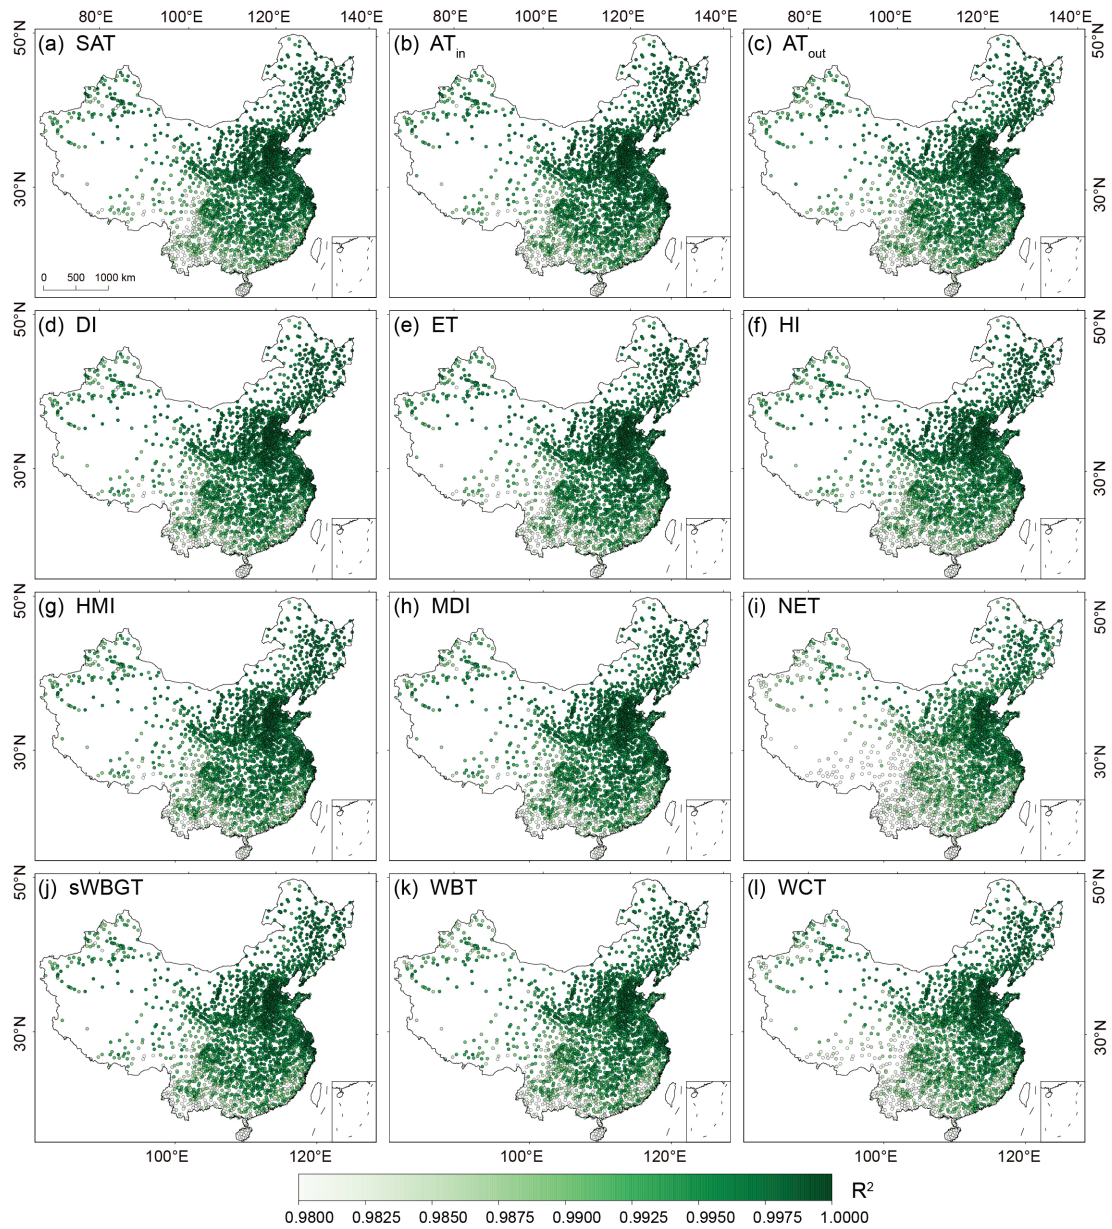 80°E 100°E 120°E 140°E 80°E 100°E 120°E 140°E 80°E 100°E 120°E 140°E
50°N (a) SAT (b) ATin (c) ATout 50°N
30°N 30°N
0 500 1000 km
50°N (d) DI (e) ET (f) HI 50°N
30°N 30°N
50°N (g) HMI (h) MDI (i) NET 50°N
30°N 30°N
50°N (j) sWBGT (k) WBT (l) WCT 50°N
30°N 30°N
100°E 120°E 100°E 120°E 100°E 120°E
R²
0.9800 0.9825 0.9850 0.9875 0.9900 0.9925 0.9950 0.9975 1.0000